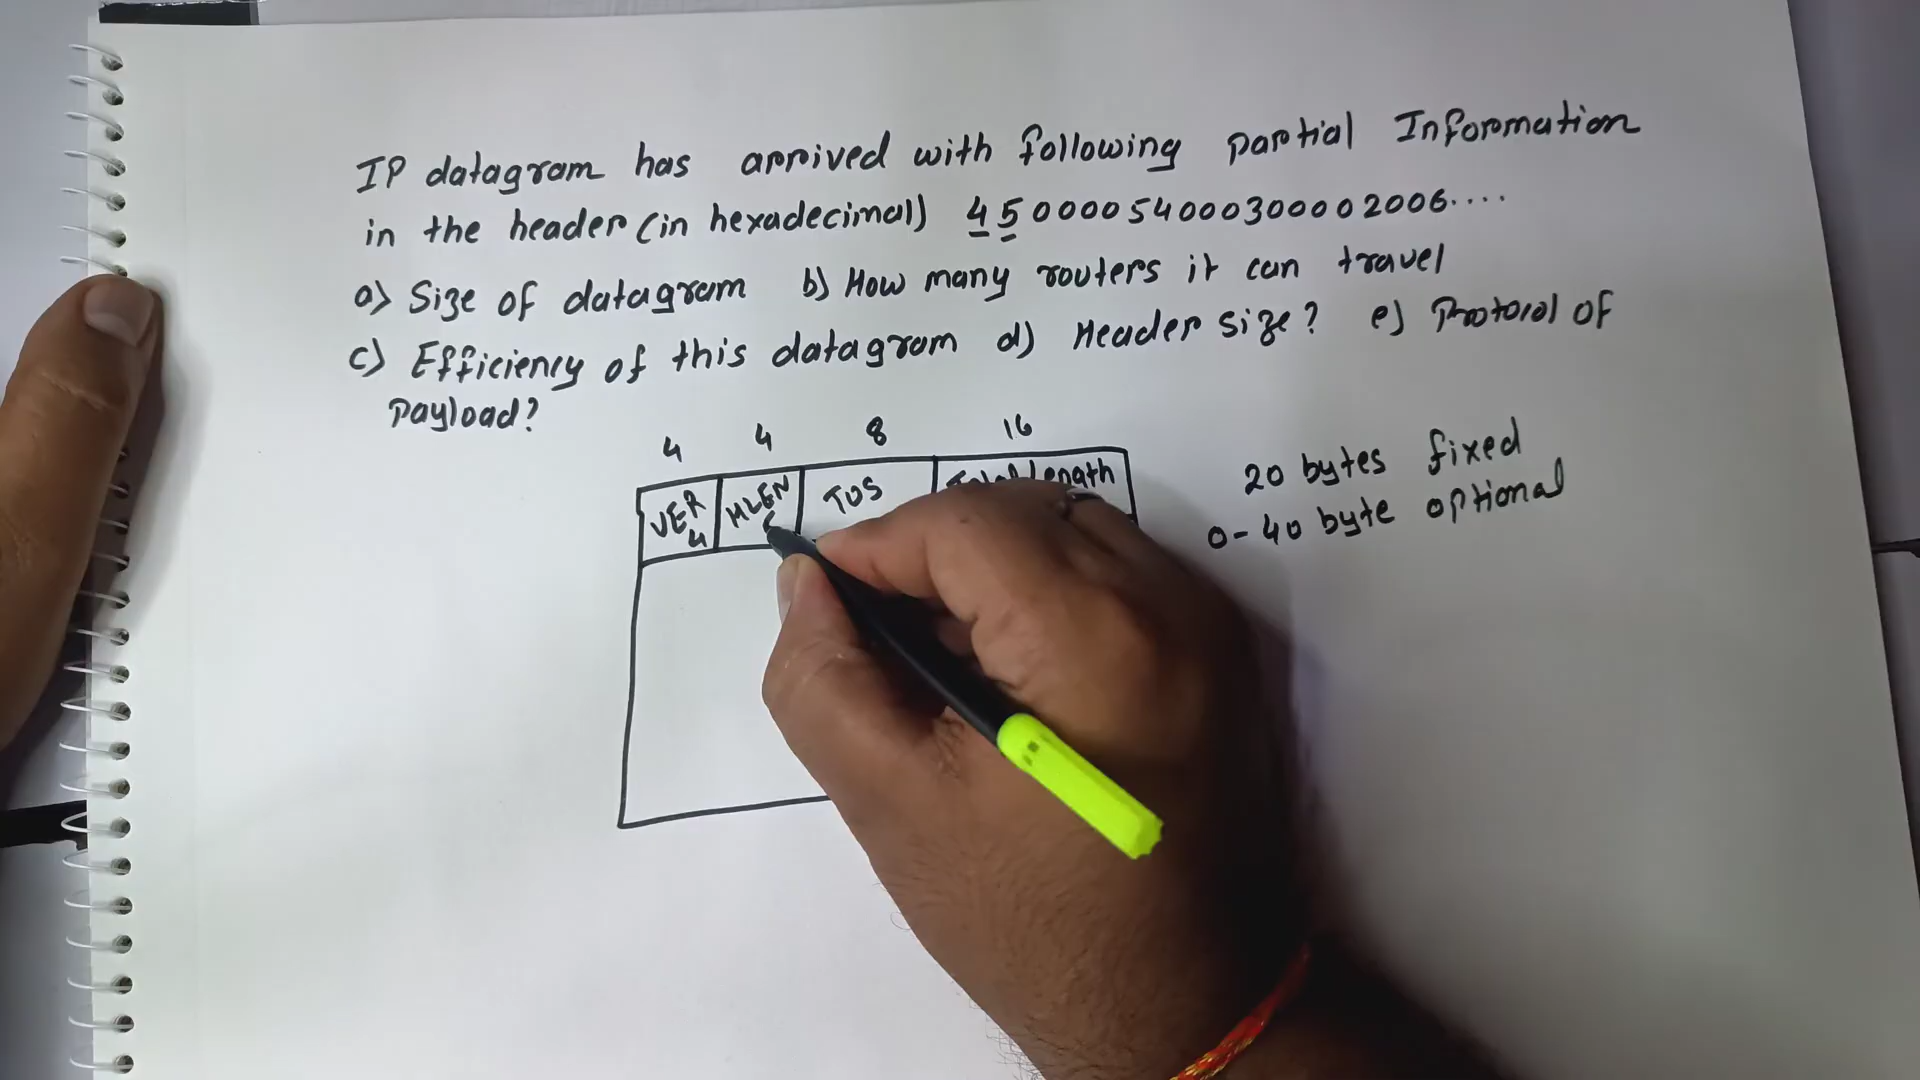 IP datagram has arrived with following partial Information
in the header (in hexadecimal) 45000054000300002006....
a) Size of datagram b) How many routers it can travel
c) Efficiency of this datagram d) Header size? e) Protocol of
payload?
4 4 8 16
VER HLEN TOS Total Length
4
20 bytes fixed
0-40 byte optional